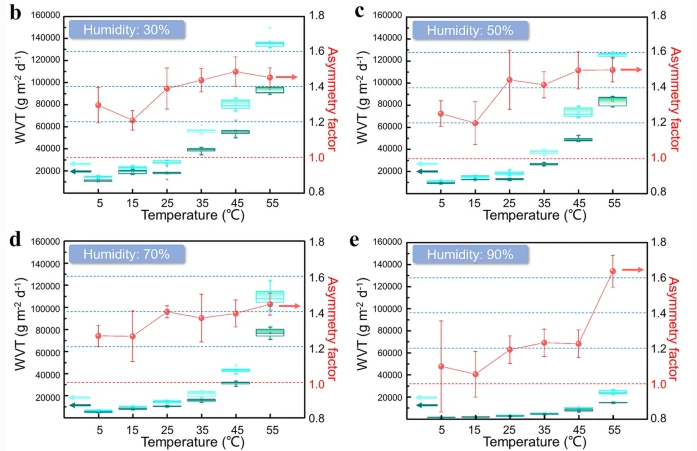 b
Humidity: 30%
WVT (g m⁻² d⁻¹)
160000
140000
120000
100000
80000
60000
40000
20000
1.8
1.6
1.4
1.2
1.0
0.8
Asymmetry factor
5 15 25 35 45 55
Temperature (℃)
c
Humidity: 50%
WVT (g m⁻² d⁻¹)
160000
140000
120000
100000
80000
60000
40000
20000
1.8
1.6
1.4
1.2
1.0
0.8
Asymmetry factor
5 15 25 35 45 55
Temperature (℃)
d
Humidity: 70%
WVT (g m⁻² d⁻¹)
160000
140000
120000
100000
80000
60000
40000
20000
1.8
1.6
1.4
1.2
1.0
0.8
Asymmetry factor
5 15 25 35 45 55
Temperature (℃)
e
Humidity: 90%
WVT (g m⁻² d⁻¹)
160000
140000
120000
100000
80000
60000
40000
20000
1.8
1.6
1.4
1.2
1.0
0.8
Asymmetry factor
5 15 25 35 45 55
Temperature (℃)